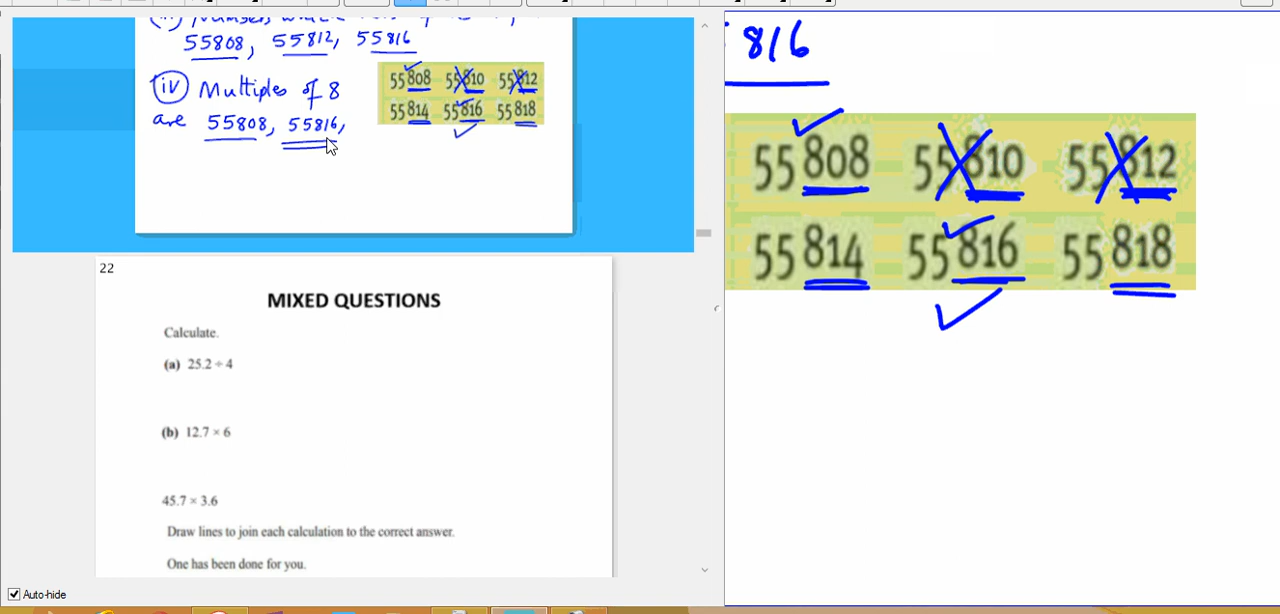 55808, 55812, 55816
(iv) Multiples of 8
are 55808, 55816,
55808 55810 55812
55814 55816 55818
22
MIXED QUESTIONS
Calculate.
(a) 25.2 ÷ 4
(b) 12.7 × 6
45.7 × 3.6
Draw lines to join each calculation to the correct answer.
One has been done for you.
Auto-hide
816
55808 55810 55812
55814 55816 55818